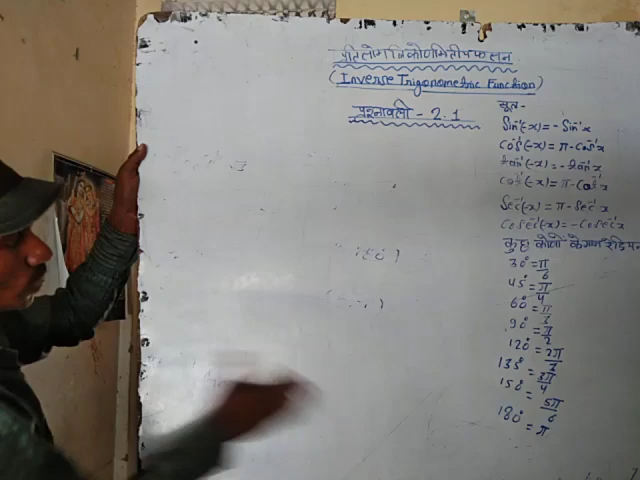 प्रतिलोम त्रिकोणमितीय फलन
(Inverse Trigonometric Function)
प्रश्नावली - 2.1
सूत्र -
Sin⁻¹(-x) = - Sin⁻¹x
Cos⁻¹(-x) = π - Cos⁻¹x
tan⁻¹(-x) = - tan⁻¹x
Cot⁻¹(-x) = π - Cot⁻¹x
Sec⁻¹(-x) = π - Sec⁻¹x
Cosec⁻¹(-x) = - Cosec⁻¹x
कुछ कोणों के मान
30° = π/6
45° = π/4
60° = π/3
90° = π/2
120° = 2π/3
135° = 3π/4
150° = 5π/6
180° = π